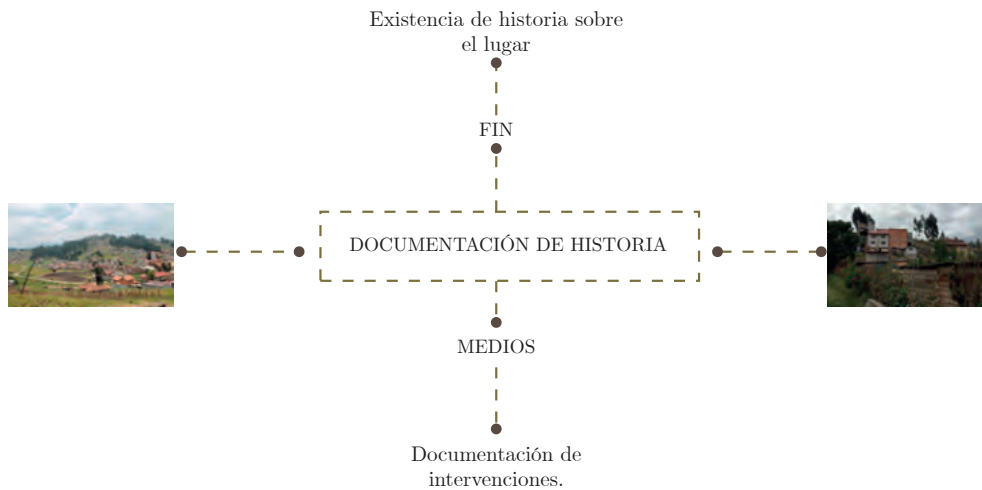 Existencia de historia sobre
el lugar
FIN
DOCUMENTACIÓN DE HISTORIA
MEDIOS
Documentación de
intervenciones.